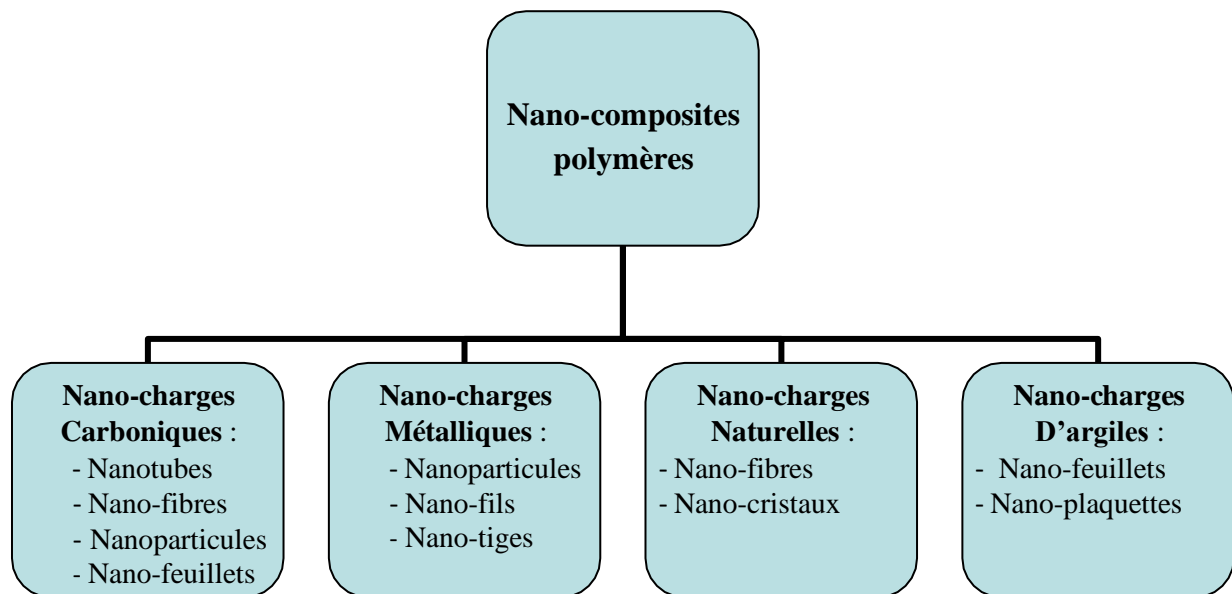 Nano-composites
polymères
Nano-charges
Carboniques :
- Nanotubes
- Nano-fibres
- Nanoparticules
- Nano-feuillets
Nano-charges
Métalliques :
- Nanoparticules
- Nano-fils
- Nano-tiges
Nano-charges
Naturelles :
- Nano-fibres
- Nano-cristaux
Nano-charges
D’argiles :
- Nano-feuillets
- Nano-plaquettes